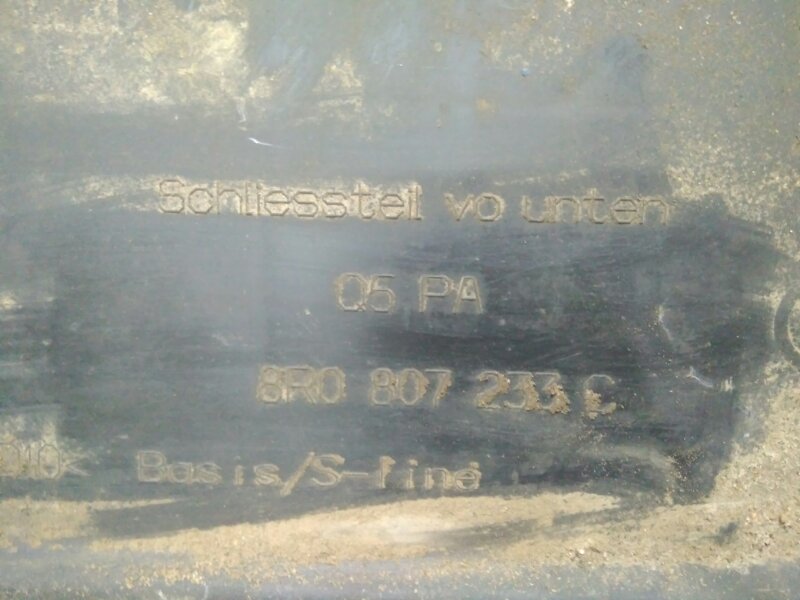 Schliessteil vo unten
Q5 PA
8R0 807 233 C
Basis/S-line